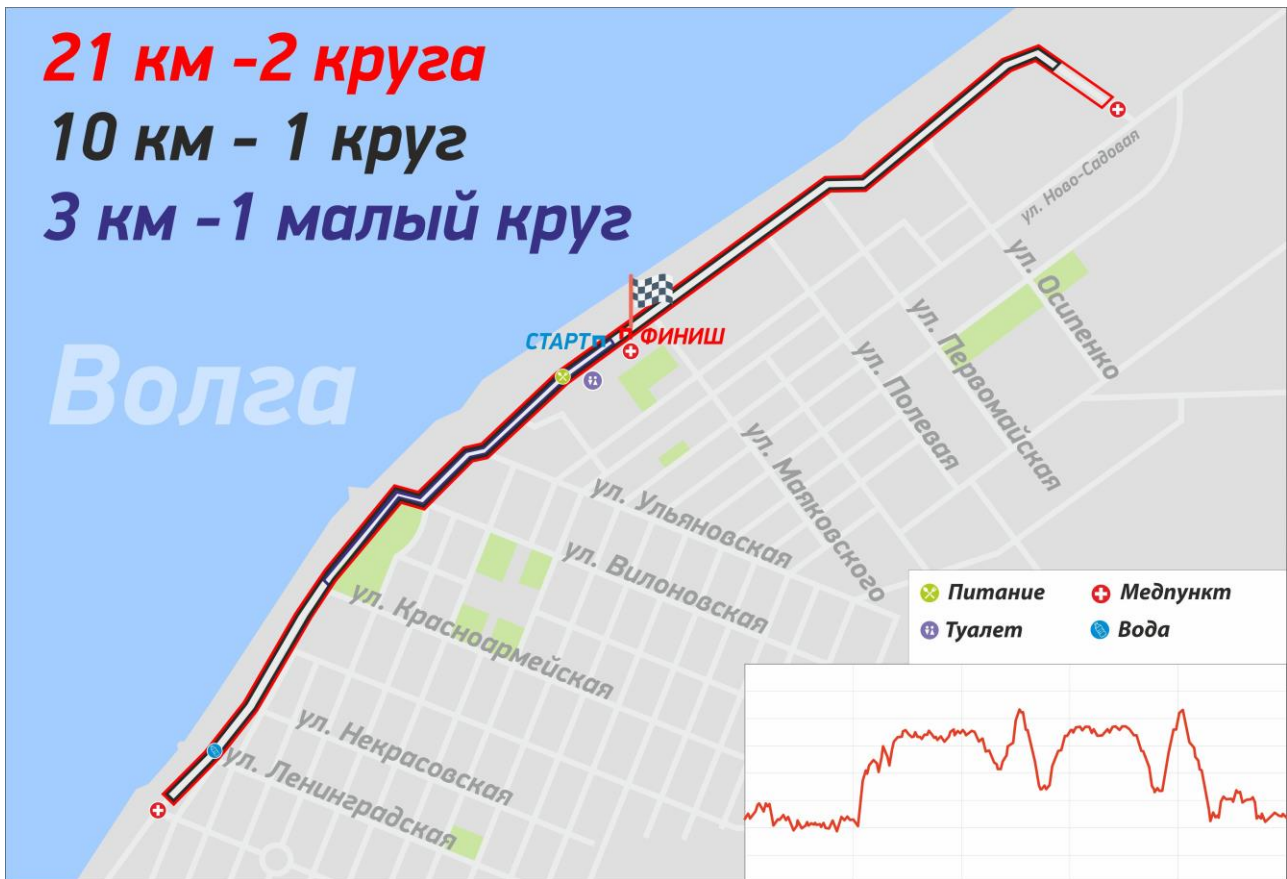 21 км -2 круга
10 км - 1 круг
3 км -1 малый круг
Волга
СТАРТ
ФИНИШ
ул. Ново-Садовая
ул. Осипенко
ул. Первомайская
ул. Полевая
ул. Маяковского
ул. Ульяновская
ул. Вилоновская
ул. Красноармейская
ул. Некрасовская
ул. Ленинградская
Питание
Медпункт
Туалет
Вода